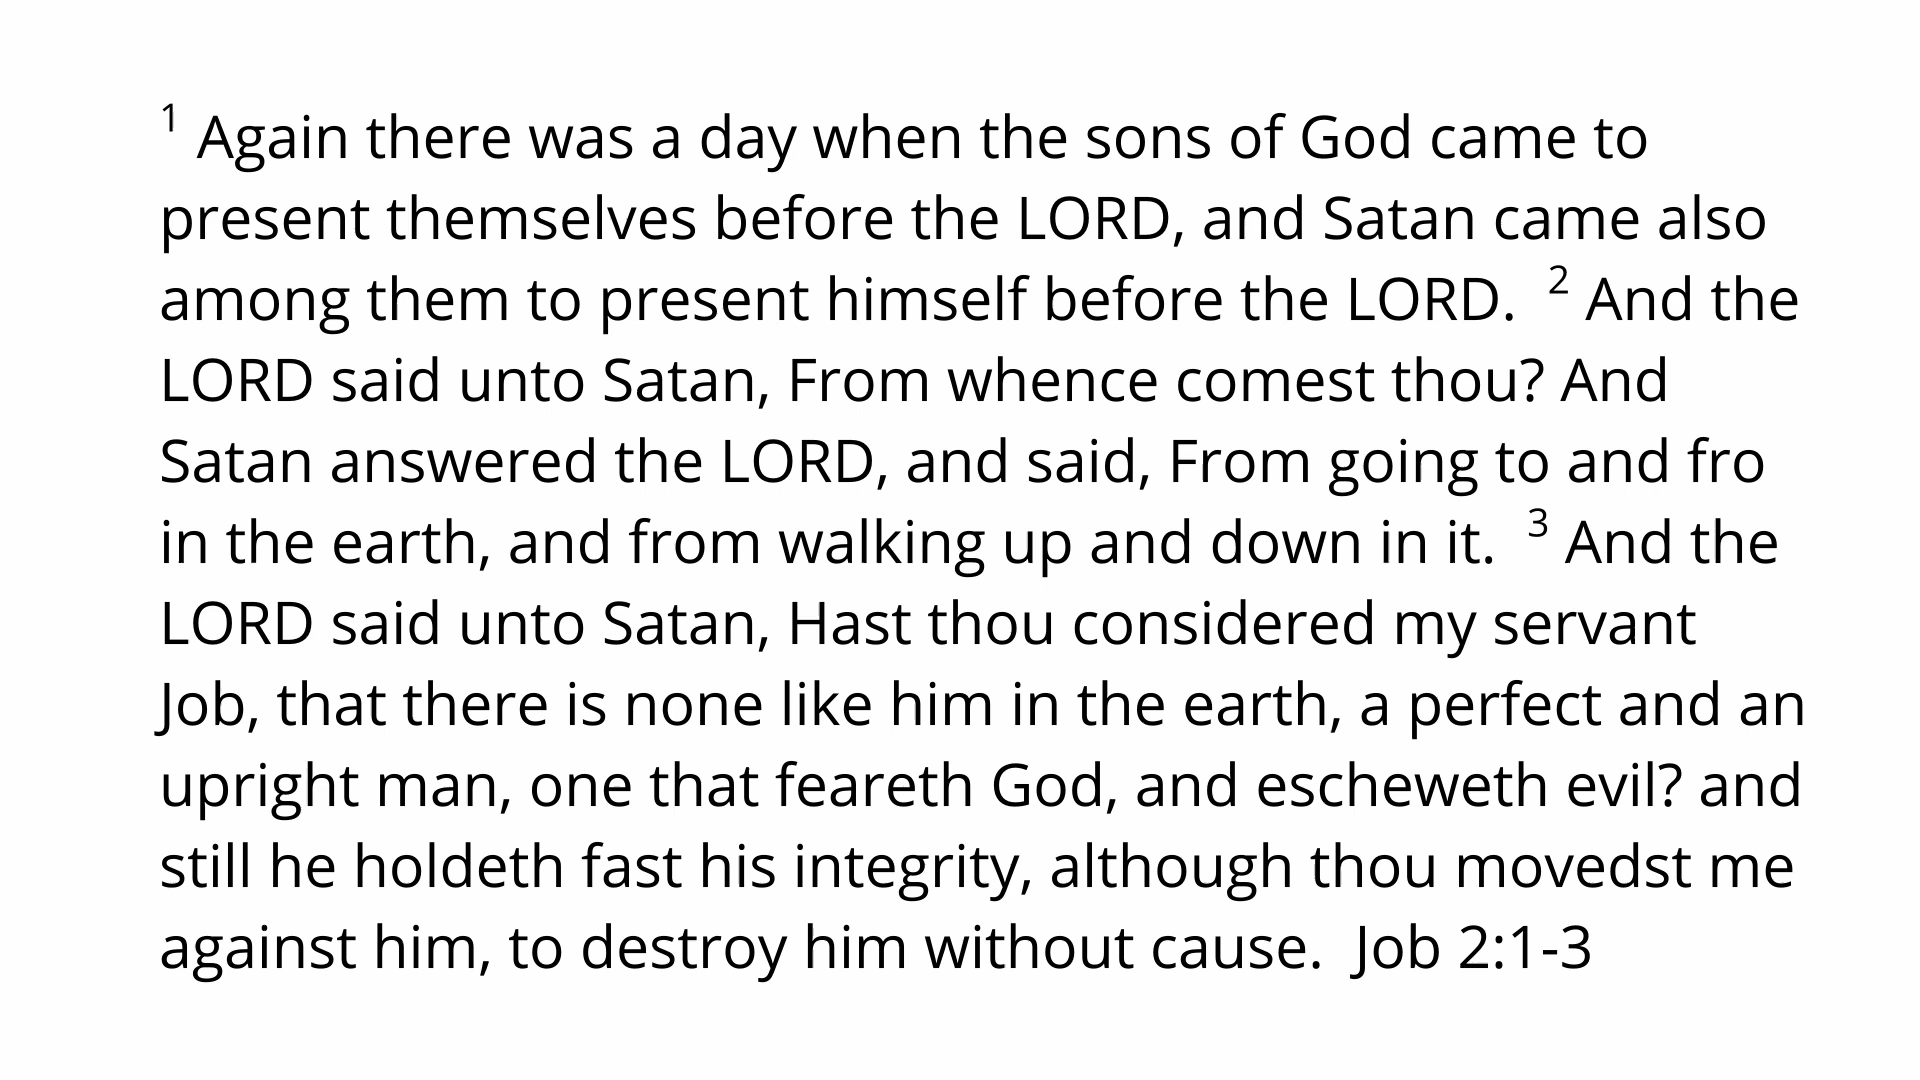 1 Again there was a day when the sons of God came to
present themselves before the LORD, and Satan came also
among them to present himself before the LORD.  2 And the
LORD said unto Satan, From whence comest thou? And
Satan answered the LORD, and said, From going to and fro
in the earth, and from walking up and down in it.  3 And the
LORD said unto Satan, Hast thou considered my servant
Job, that there is none like him in the earth, a perfect and an
upright man, one that feareth God, and escheweth evil? and
still he holdeth fast his integrity, although thou movedst me
against him, to destroy him without cause.  Job 2:1-3